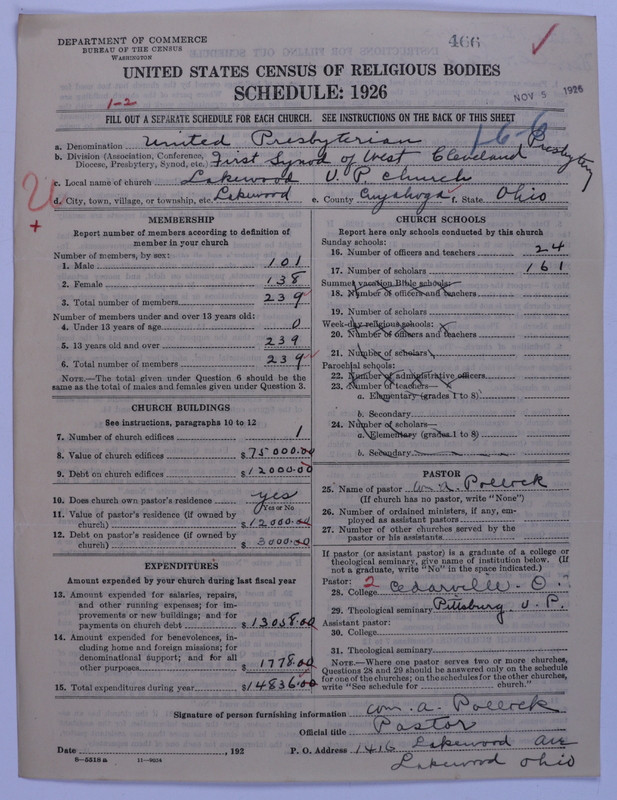 DEPARTMENT OF COMMERCE
BUREAU OF THE CENSUS
WASHINGTON
466
UNITED STATES CENSUS OF RELIGIOUS BODIES
SCHEDULE: 1926
NOV 5 1926
1-2
FILL OUT A SEPARATE SCHEDULE FOR EACH CHURCH. SEE INSTRUCTIONS ON THE BACK OF THIS SHEET
16-6
a. Denomination United Presbyterian
b. Division (Association, Conference, Diocese, Presbytery, Synod, etc.) First Synod of West Cleveland Presbytery
c. Local name of church Lakewood U. P church
d. City, town, village, or township, etc. Lakewood e. County Cuyahoga f. State Ohio
MEMBERSHIP
Report number of members according to definition of
member in your church
Number of members, by sex:
1. Male 101
2. Female 138
3. Total number of members 239
Number of members under and over 13 years old:
4. Under 13 years of age 0
5. 13 years old and over 239
6. Total number of members 239
NOTE.—The total given under Question 6 should be
same as the total of males and females given under Question 3.
CHURCH BUILDINGS
See instructions, paragraphs 10 to 12
7. Number of church edifices 1
8. Value of church edifices $75000.00
9. Debt on church edifices $12000.00
10. Does church own pastor's residence yes
Yes or No
11. Value of pastor's residence (if owned by
church) $12000.00
12. Debt on pastor's residence (if owned by
church) $3000.00
EXPENDITURES
Amount expended by your church during last fiscal year
13. Amount expended for salaries, repairs,
and other running expenses; for im-
provements or new buildings; and for
payments on church debt $13058.00
14. Amount expended for benevolences, in-
cluding home and foreign missions; for
denominational support; and for all
other purposes $1778.00
15. Total expenditures during year $14836.00
CHURCH SCHOOLS
Report here only schools conducted by this church
Sunday schools:
16. Number of officers and teachers 24
17. Number of scholars 161
Summer vacation Bible schools:
18. Number of officers and teachers
19. Number of scholars
Week-day religious schools:
20. Number of officers and teachers
21. Number of scholars
Parochial schools:
22. Number of administrative officers
23. Number of teachers—
a. Elementary (grades 1 to 8)
b. Secondary
24. Number of scholars—
a. Elementary (grades 1 to 8)
b. Secondary
PASTOR
25. Name of pastor Wm. A. Pollock
(If church has no pastor, write "None")
26. Number of ordained ministers, if any, em-
ployed as assistant pastors
27. Number of other churches served by the
pastor or his assistants
If pastor (or assistant pastor) is a graduate of a college or
theological seminary, give name of institution below. (If
not a graduate, write "No" in the space indicated.)
Pastor: 2
28. College Cedarville. O.
29. Theological seminary Pittsburg. U. P.
Assistant pastor:
30. College
31. Theological seminary
NOTE.—Where one pastor serves two or more churches,
Questions 28 and 29 should be answered only on the schedule
for one of the churches; on the schedules for the other churches,
write "See schedule for church."
Signature of person furnishing information Wm. A. Pollock
Official title Pastor
Date , 192 P. O. Address 1416 Lakewood Ave
Lakewood Ohio
8—5518a 11—9234